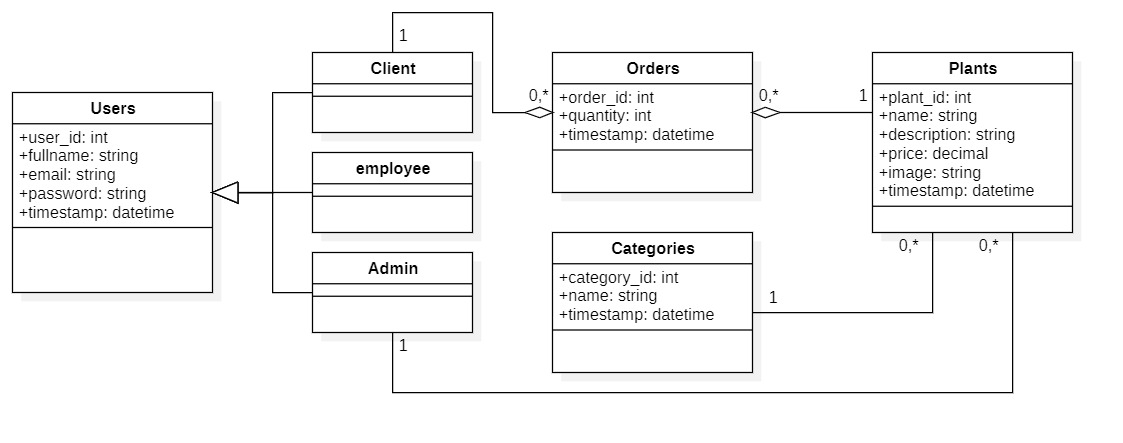 Users
+user_id: int
+fullname: string
+email: string
+password: string
+timestamp: datetime
1
Client
employee
Admin
1
0,*
Orders
+order_id: int
+quantity: int
+timestamp: datetime
0,*
1
Plants
+plant_id: int
+name: string
+description: string
+price: decimal
+image: string
+timestamp: datetime
0,*
0,*
Categories
+category_id: int
+name: string
+timestamp: datetime
1